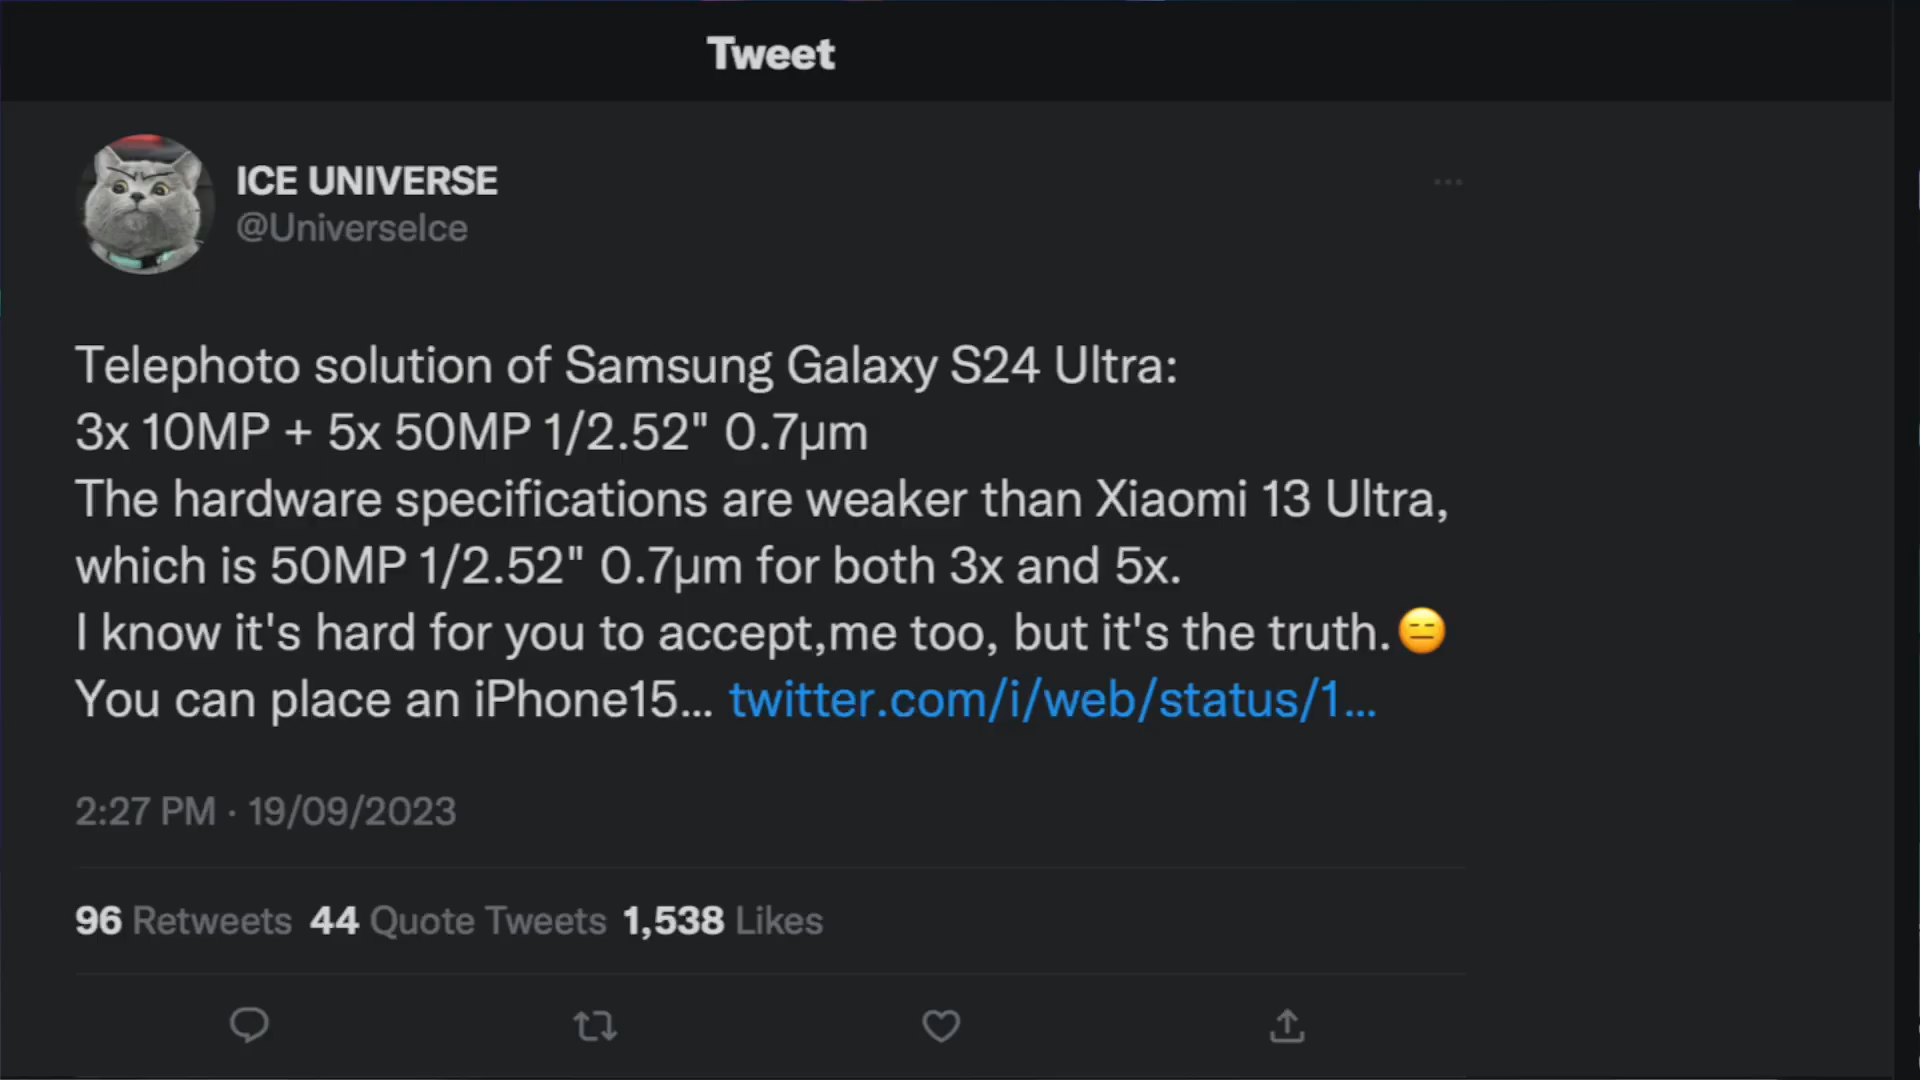 Tweet
ICE UNIVERSE
@UniverseIce
Telephoto solution of Samsung Galaxy S24 Ultra:
3x 10MP + 5x 50MP 1/2.52" 0.7μm
The hardware specifications are weaker than Xiaomi 13 Ultra,
which is 50MP 1/2.52" 0.7μm for both 3x and 5x.
I know it's hard for you to accept,me too, but it's the truth.😑
You can place an iPhone15... twitter.com/i/web/status/1...
2:27 PM · 19/09/2023
96 Retweets 44 Quote Tweets 1,538 Likes